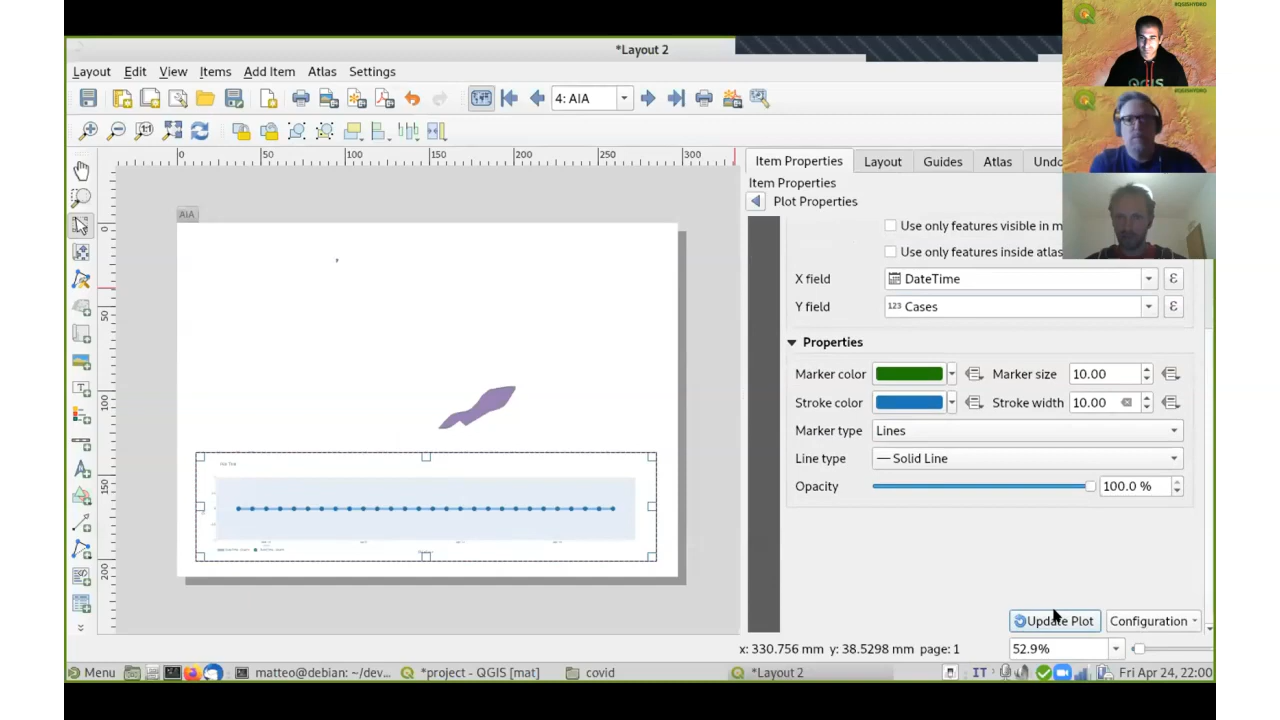 #QGISHYDRO
*Layout 2
Layout Edit View Items Add Item Atlas Settings
QGIS
4: AIA
#QGISHYDRO
0 50 100 150 200 250 300
Item Properties Layout Guides Atlas Undo
Item Properties
Plot Properties
AIA
Use only features visible in m
0
Use only features inside atlas
X field DateTime ε
Y field 123 Cases ε
50
Properties
Marker color Marker size 10.00
100
Stroke color Stroke width 10.00
Marker type Lines
Line type Solid Line
150
Opacity 100.0 %
200
Update Plot Configuration
x: 330.756 mm y: 38.5298 mm page: 1 52.9%
Menu matteo@debian: ~/dev... *project - QGIS [mat] covid *Layout 2 IT Fri Apr 24, 22:00